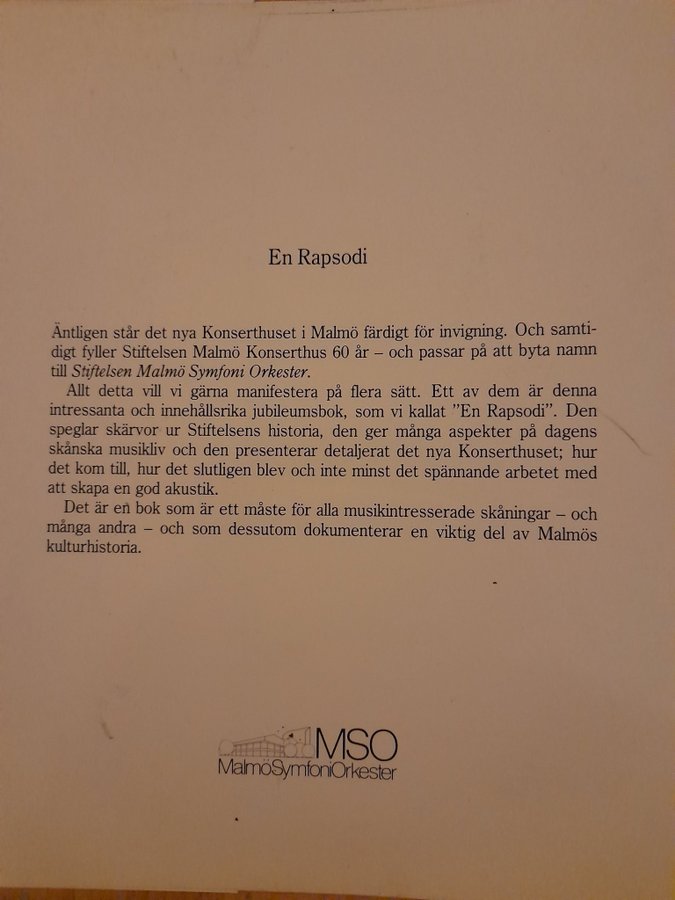 En Rapsodi
Äntligen står det nya Konserthuset i Malmö färdigt för invigning. Och samti-
digt fyller Stiftelsen Malmö Konserthus 60 år – och passar på att byta namn
till Stiftelsen Malmö Symfoni Orkester.
Allt detta vill vi gärna manifestera på flera sätt. Ett av dem är denna
intressanta och innehållsrika jubileumsbok, som vi kallat ”En Rapsodi”. Den
speglar skärvor ur Stiftelsens historia, den ger många aspekter på dagens
skånska musikliv och den presenterar detaljerat det nya Konserthuset; hur
det kom till, hur det slutligen blev och inte minst det spännande arbetet med
att skapa en god akustik.
Det är en bok som är ett måste för alla musikintresserade skåningar – och
många andra – och som dessutom dokumenterar en viktig del av Malmös
kulturhistoria.
MSO
MalmöSymfoniOrkester